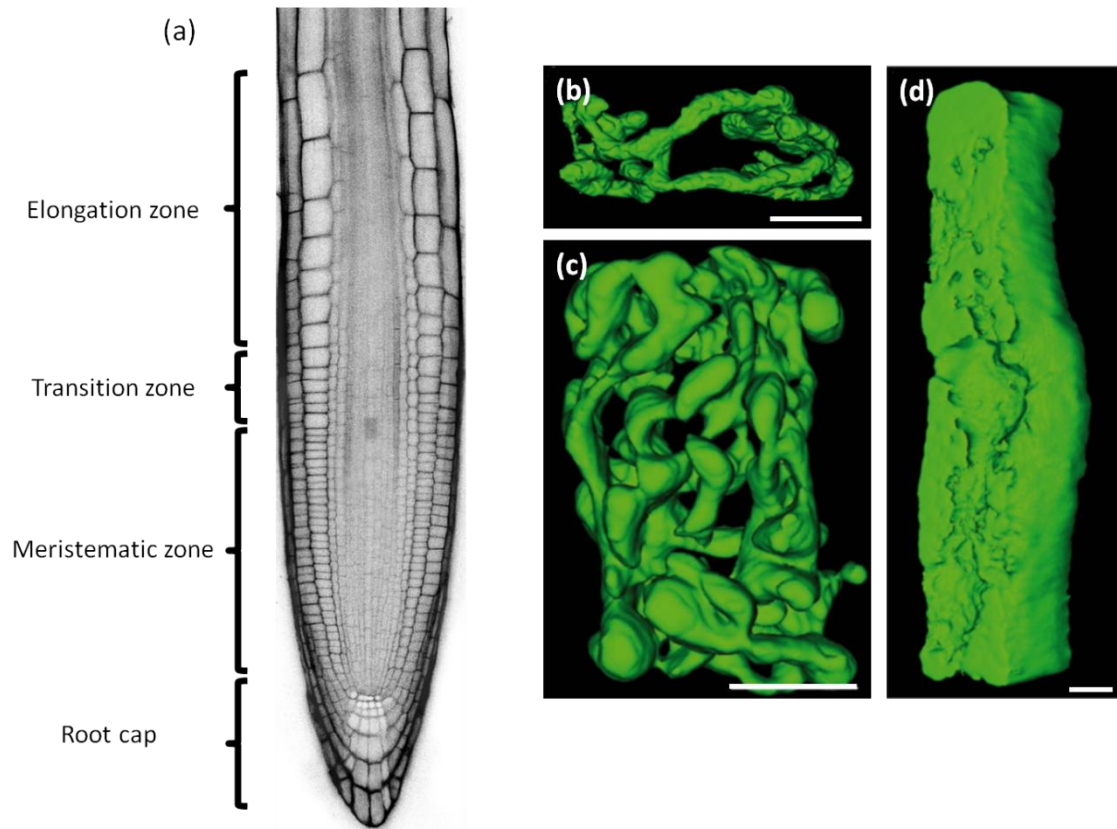 (a)
Elongation zone
Transition zone
Meristematic zone
Root cap
(b)
(c)
(d)